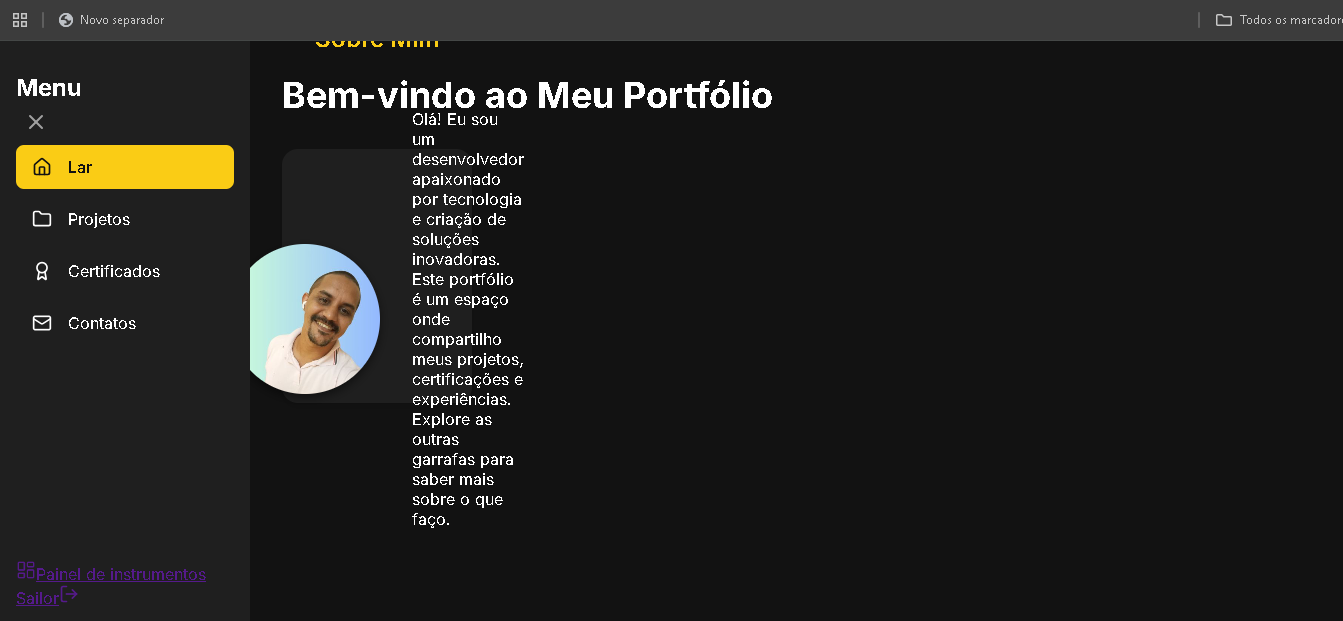 Novo separador
Todos os marcadore
Sobre Mim
Menu
Bem-vindo ao Meu Portfólio
Lar
Projetos
Certificados
Contatos
Olá! Eu sou
um
desenvolvedor
apaixonado
por tecnologia
e criação de
soluções
inovadoras.
Este portfólio
é um espaço
onde
compartilho
meus projetos,
certificações e
experiências.
Explore as
outras
garrafas para
saber mais
sobre o que
faço.
Painel de instrumentos
Sailor